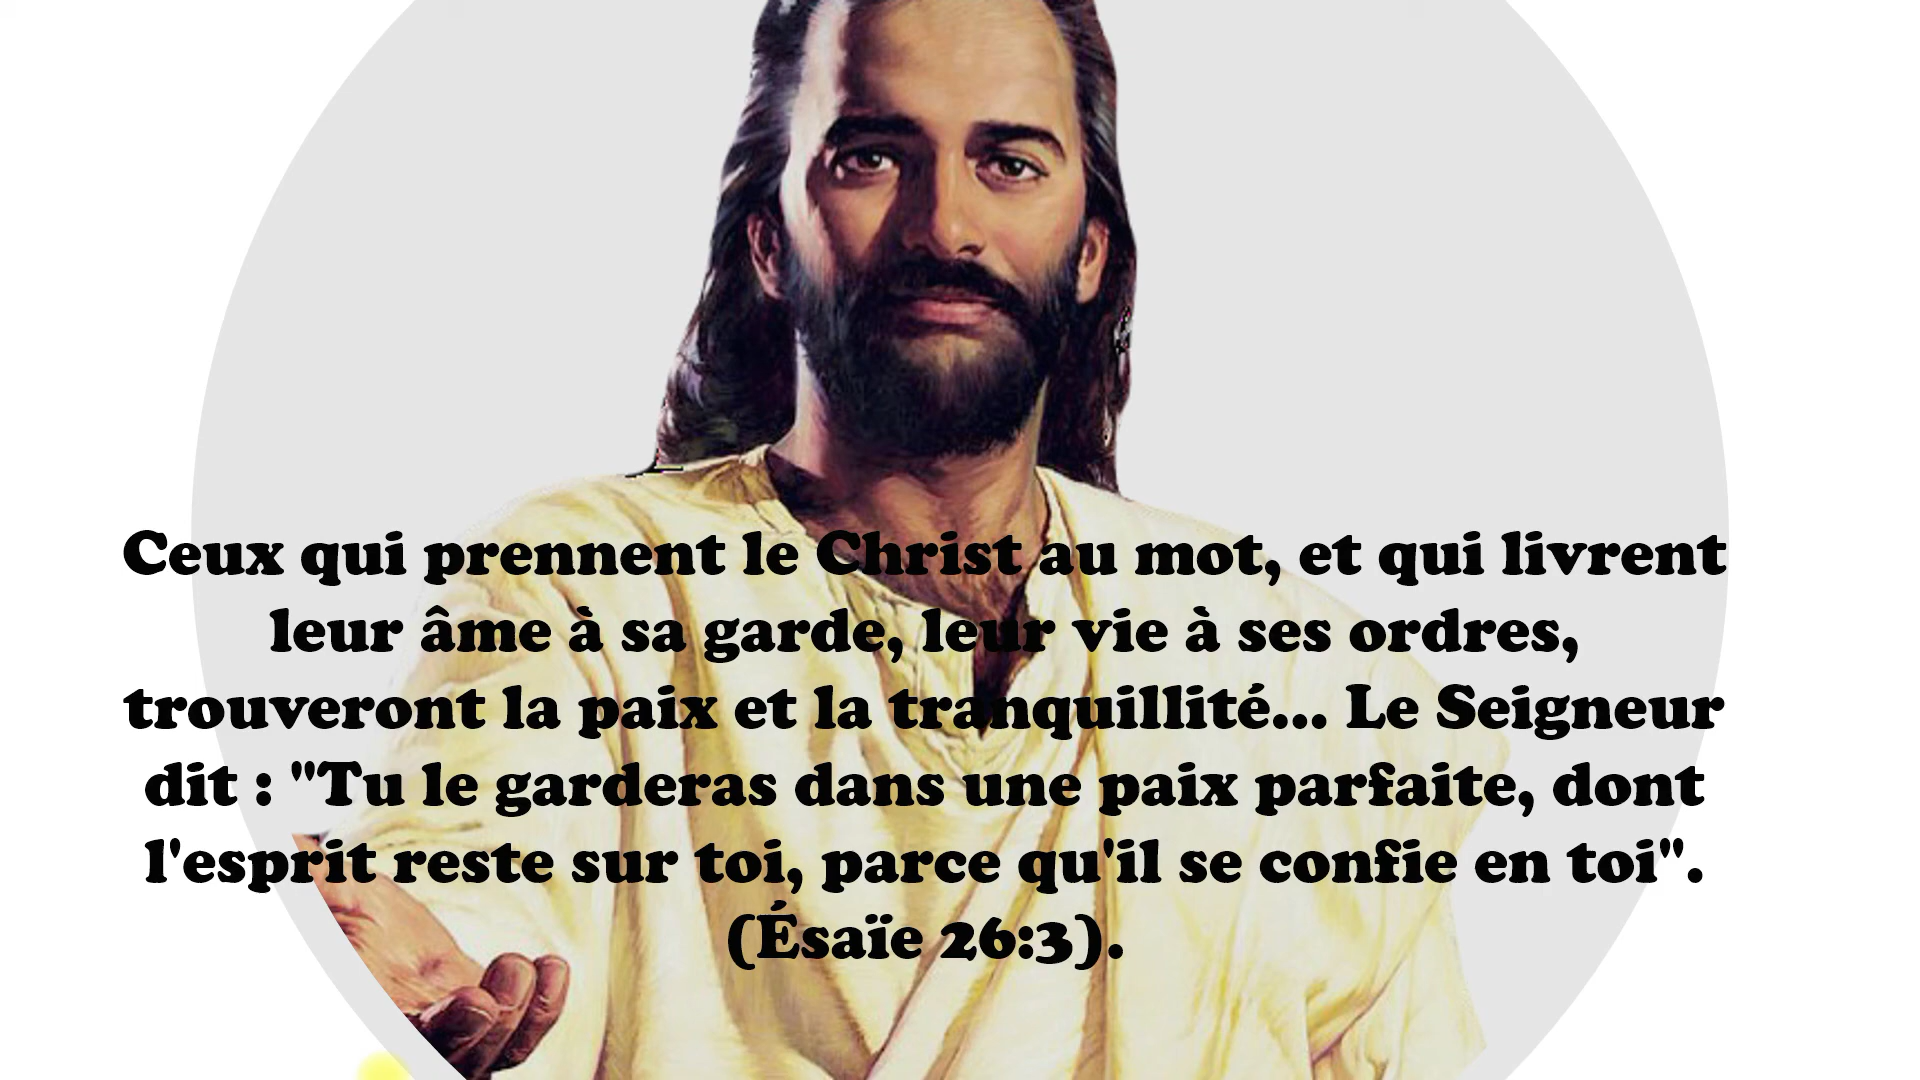 Ceux qui prennent le Christ au mot, et qui livrent
leur âme à sa garde, leur vie à ses ordres,
trouveront la paix et la tranquillité... Le Seigneur
dit : "Tu le garderas dans une paix parfaite, dont
l'esprit reste sur toi, parce qu'il se confie en toi".
(Ésaïe 26:3).